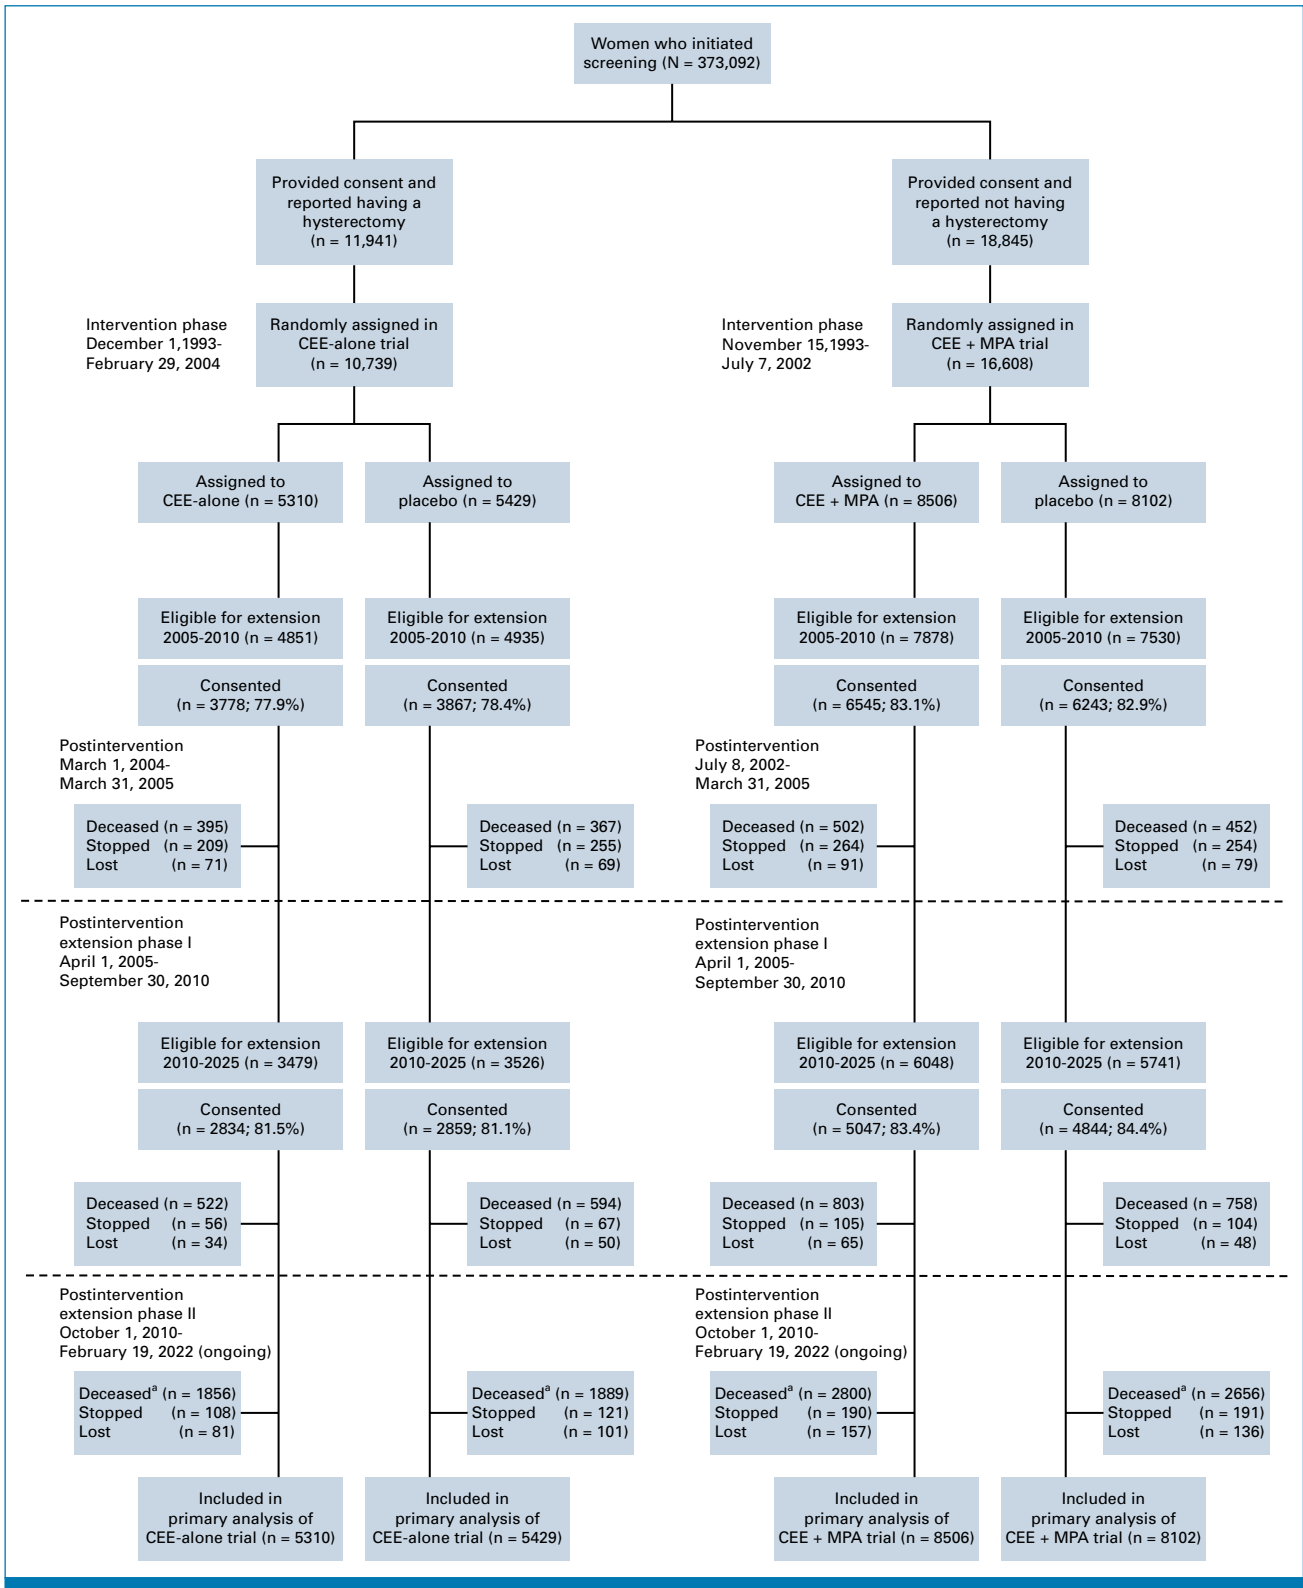 Women who initiated
screening (N = 373,092)
Provided consent and
reported having a
hysterectomy
(n = 11,941)
Provided consent and
reported not having
a hysterectomy
(n = 18,845)
Intervention phase
December 1,1993-
February 29, 2004
Randomly assigned in
CEE-alone trial
(n = 10,739)
Intervention phase
November 15,1993-
July 7, 2002
Randomly assigned in
CEE + MPA trial
(n = 16,608)
Assigned to
CEE-alone (n = 5310)
Assigned to
placebo (n = 5429)
Assigned to
CEE + MPA (n = 8506)
Assigned to
placebo (n = 8102)
Eligible for extension
2005-2010 (n = 4851)
Eligible for extension
2005-2010 (n = 4935)
Eligible for extension
2005-2010 (n = 7878)
Eligible for extension
2005-2010 (n = 7530)
Consented
(n = 3778; 77.9%)
Consented
(n = 3867; 78.4%)
Consented
(n = 6545; 83.1%)
Consented
(n = 6243; 82.9%)
Postintervention
March 1, 2004-
March 31, 2005
Postintervention
July 8, 2002-
March 31, 2005
Deceased (n = 395)
Stopped (n = 209)
Lost (n = 71)
Deceased (n = 367)
Stopped (n = 255)
Lost (n = 69)
Deceased (n = 502)
Stopped (n = 264)
Lost (n = 91)
Deceased (n = 452)
Stopped (n = 254)
Lost (n = 79)
Postintervention
extension phase I
April 1, 2005-
September 30, 2010
Postintervention
extension phase I
April 1, 2005-
September 30, 2010
Eligible for extension
2010-2025 (n = 3479)
Eligible for extension
2010-2025 (n = 3526)
Eligible for extension
2010-2025 (n = 6048)
Eligible for extension
2010-2025 (n = 5741)
Consented
(n = 2834; 81.5%)
Consented
(n = 2859; 81.1%)
Consented
(n = 5047; 83.4%)
Consented
(n = 4844; 84.4%)
Deceased (n = 522)
Stopped (n = 56)
Lost (n = 34)
Deceased (n = 594)
Stopped (n = 67)
Lost (n = 50)
Deceased (n = 803)
Stopped (n = 105)
Lost (n = 65)
Deceased (n = 758)
Stopped (n = 104)
Lost (n = 48)
Postintervention
extension phase II
October 1, 2010-
February 19, 2022 (ongoing)
Postintervention
extension phase II
October 1, 2010-
February 19, 2022 (ongoing)
Deceasedᵃ (n = 1856)
Stopped (n = 108)
Lost (n = 81)
Deceasedᵃ (n = 1889)
Stopped (n = 121)
Lost (n = 101)
Deceasedᵃ (n = 2800)
Stopped (n = 190)
Lost (n = 157)
Deceasedᵃ (n = 2656)
Stopped (n = 191)
Lost (n = 136)
Included in
primary analysis of
CEE-alone trial (n = 5310)
Included in
primary analysis of
CEE-alone trial (n = 5429)
Included in
primary analysis of
CEE + MPA trial (n = 8506)
Included in
primary analysis of
CEE + MPA trial (n = 8102)